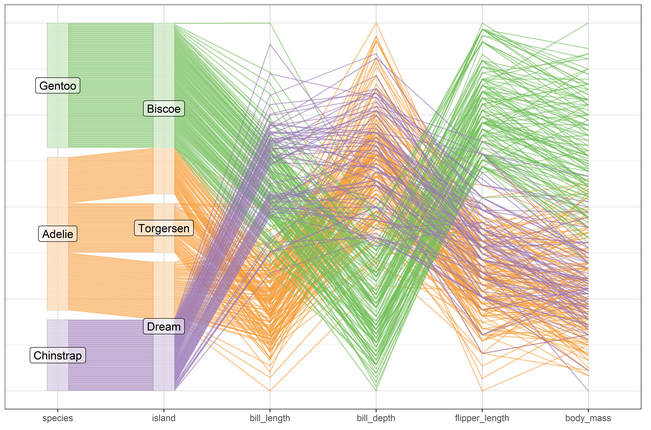 Gentoo
Biscoe
Torgersen
Adelie
Dream
Chinstrap
species island bill_length bill_depth flipper_length body_mass